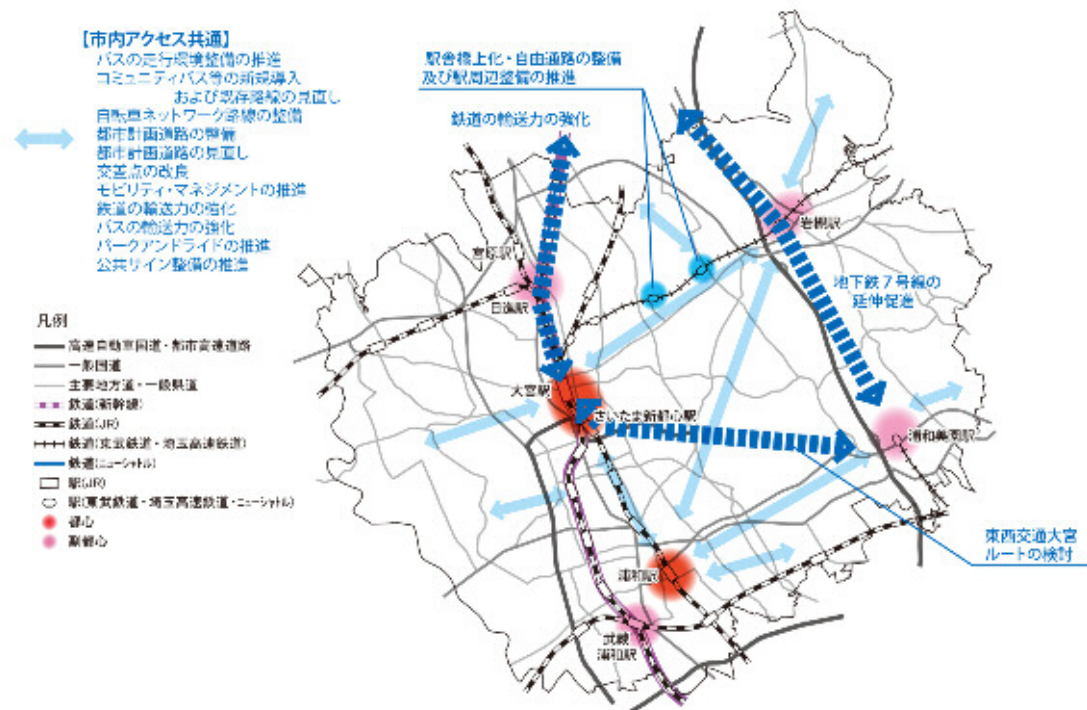 【市内アクセス共通】
バスの走行環境整備の推進
コミュニティバス等の新規導入
および既存路線の見直し
自転車ネットワーク路線の整備
都市計画道路の整備
都市計画道路の見直し
交差点の改良
モビリティ・マネジメントの推進
鉄道の輸送力の強化
バスの輸送力の強化
パークアンドライドの推進
公共サイン整備の推進
駅舎橋上化・自由通路の整備
及び駅周辺整備の推進
鉄道の輸送力の強化
岩槻駅
宮原駅
日進駅
地下鉄7号線の
延伸促進
大宮駅
さいたま新都心駅
浦和美園駅
東西交通大宮
ルートの検討
浦和駅
武蔵
浦和駅
凡例
高速自動車国道・都市高速道路
一般国道
主要地方道・一般県道
鉄道(新幹線)
鉄道(JR)
鉄道(東武鉄道・埼玉高速鉄道)
鉄道(ニューシャトル)
駅(JR)
駅(東武鉄道・埼玉高速鉄道・ニューシャトル)
都心
副都心